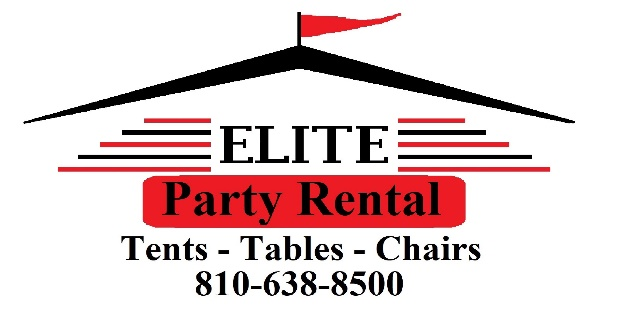 ELITE
Party Rental
Tents - Tables - Chairs
810-638-8500